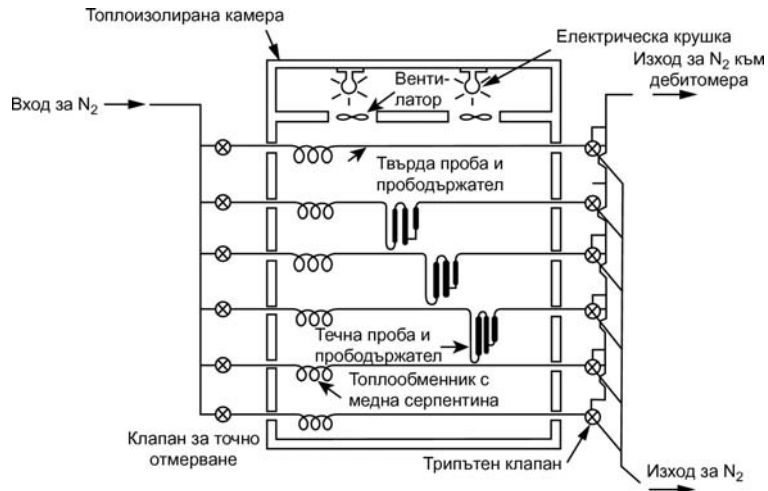 Топлоизолирана камера
Електрическа крушка
Изход за N₂ към
дебитомера
Венти-
латор
Вход за N₂
Твърда проба и
прободържател
Течна проба и
прободържател
Топлообменник с
медна серпентина
Клапан за точно
отмерване
Трипътен клапан
Изход за N₂